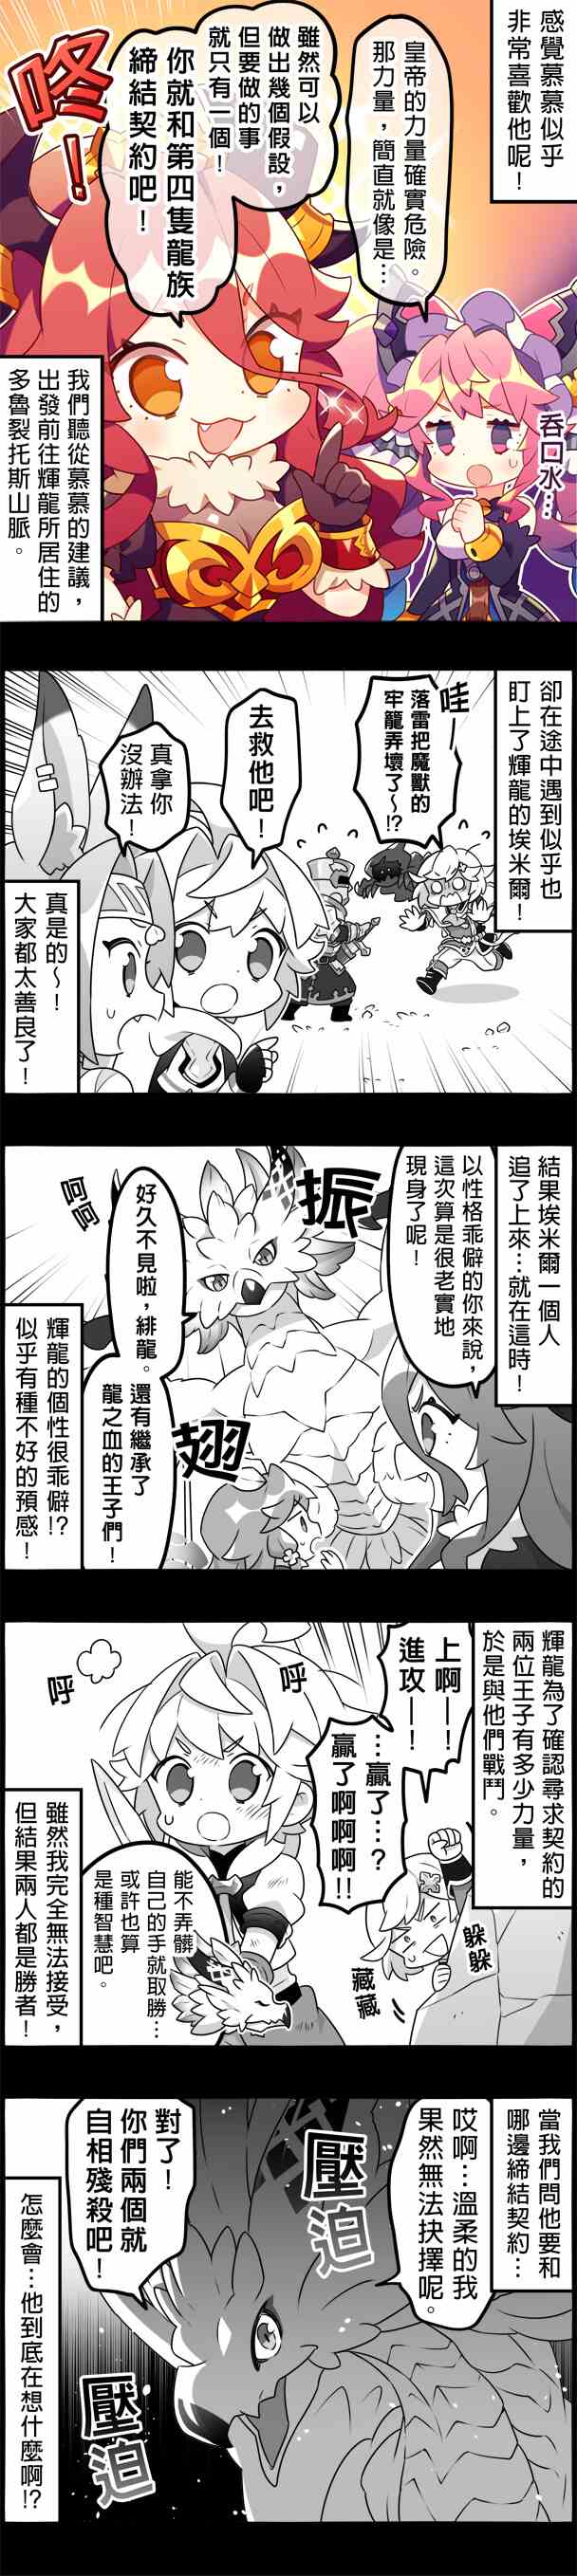 感覺慕慕似乎
非常喜歡他呢！
皇帝的力量確實危險。
那力量，簡直就像是…
雖然可以
做出幾個假設，
但要做的事
就只有一個！
你就和第四隻龍族
締結契約吧！
咚！
吞口水…
我們聽從慕慕的建議，
出發前往輝龍所居住的
多魯裂托斯山脈。
卻在途中遇到似乎也
盯上了輝龍的埃米爾！
哇—
落雷把魔獸的
牢籠弄壞了～!?
去救他吧！
真拿你
沒辦法！
真是的～！
大家都太善良了！
結果埃米爾一個人
追了上來…就在這時！
以性格乖僻的你來說，
這次算是很老實地
現身了呢！
振
翅
呵呵
好久不見啦，緋龍。
還有繼承了
龍之血的王子們！
輝龍的個性很乖僻!?
似乎有種不好的預感！
輝龍為了確認尋求契約的
兩位王子有多少力量，
於是與他們戰鬥。
上啊—！
進攻—！
…贏了…？
贏了啊啊啊!!
呼
呼
躲躲
藏藏
能不弄髒
自己的手就取勝…
或許也算
是種智慧吧。
雖然我完全無法接受，
但結果兩人都是勝者！
當我們問他要和
哪邊締結契約…
哎啊…溫柔的我
果然無法抉擇呢。
壓迫
對了！
你們兩個就
自相殘殺吧！
壓迫
怎麼會…他到底在想什麼啊!?